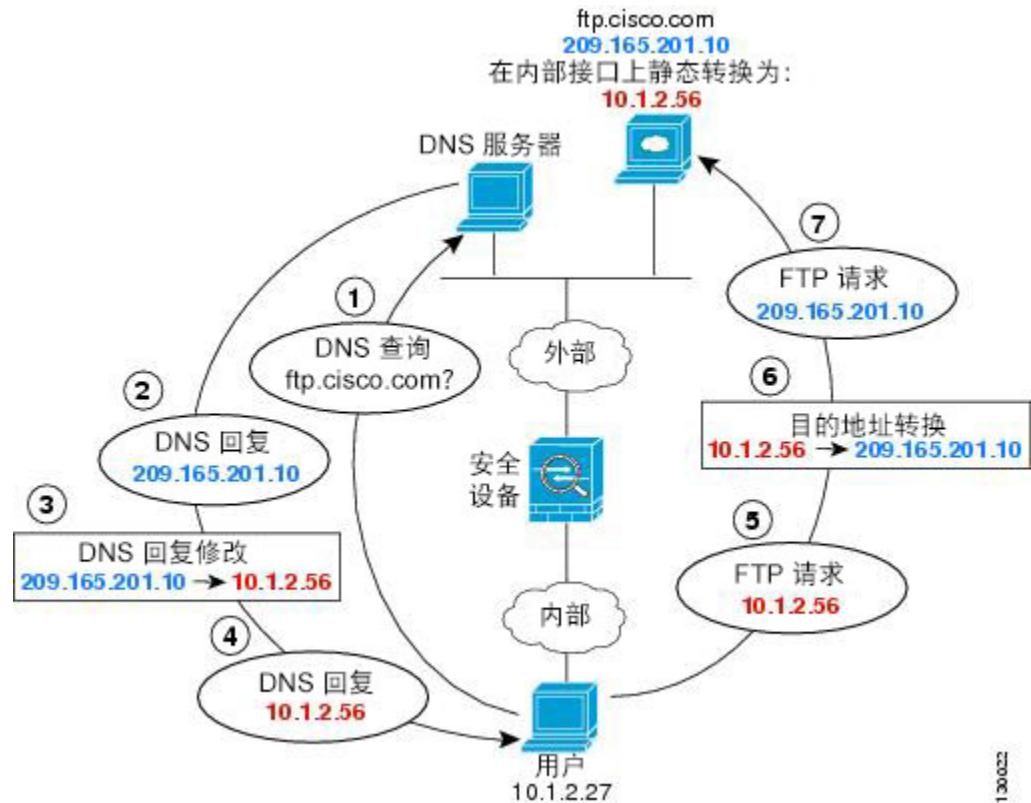 ftp.cisco.com
209.165.201.10
在内部接口上静态转换为：
10.1.2.56
DNS 服务器
7
FTP 请求
209.165.201.10
1
DNS 查询
ftp.cisco.com?
外部
6
目的地址转换
10.1.2.56 → 209.165.201.10
2
DNS 回复
209.165.201.10
安全
设备
3
DNS 回复修改
209.165.201.10 → 10.1.2.56
5
FTP 请求
10.1.2.56
内部
4
DNS 回复
10.1.2.56
用户
10.1.2.27
130022